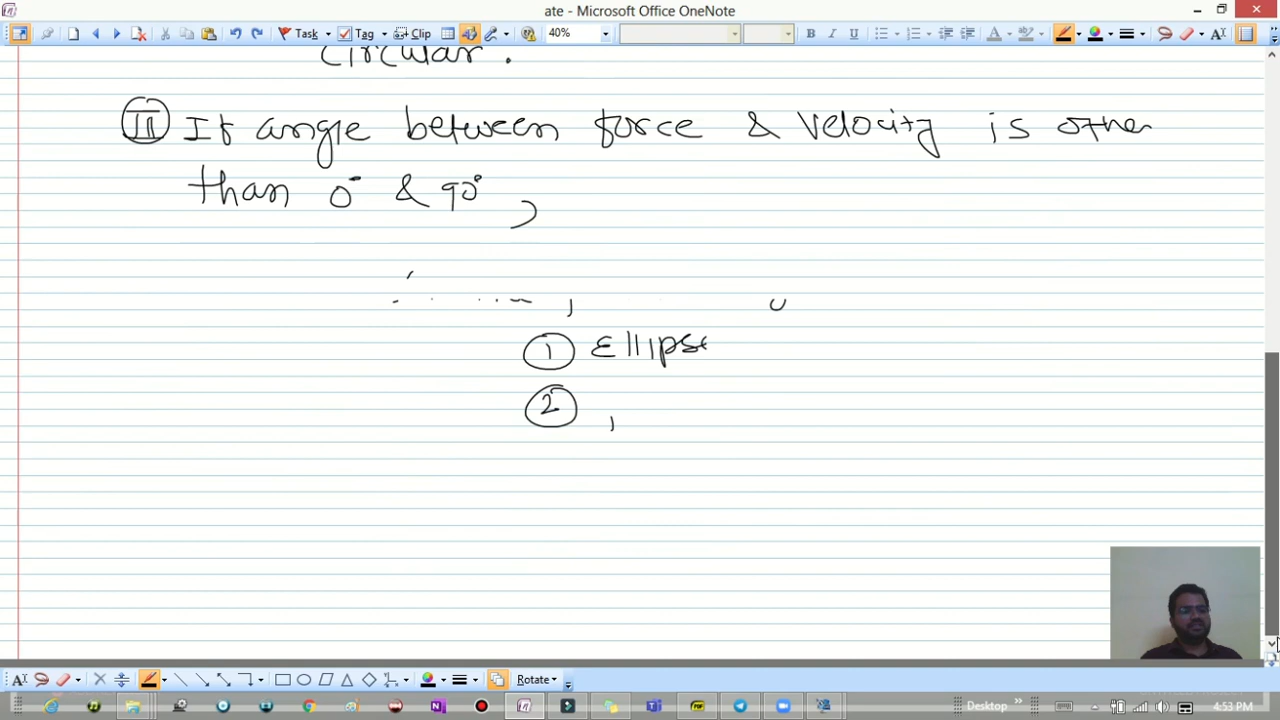 ate - Microsoft Office OneNote
Task
Tag
Clip
40%
B I U
Circular.
III If angle between force & velocity is other
than 0° & 90°,
1 Ellipse
2
Rotate
Desktop
4:53 PM